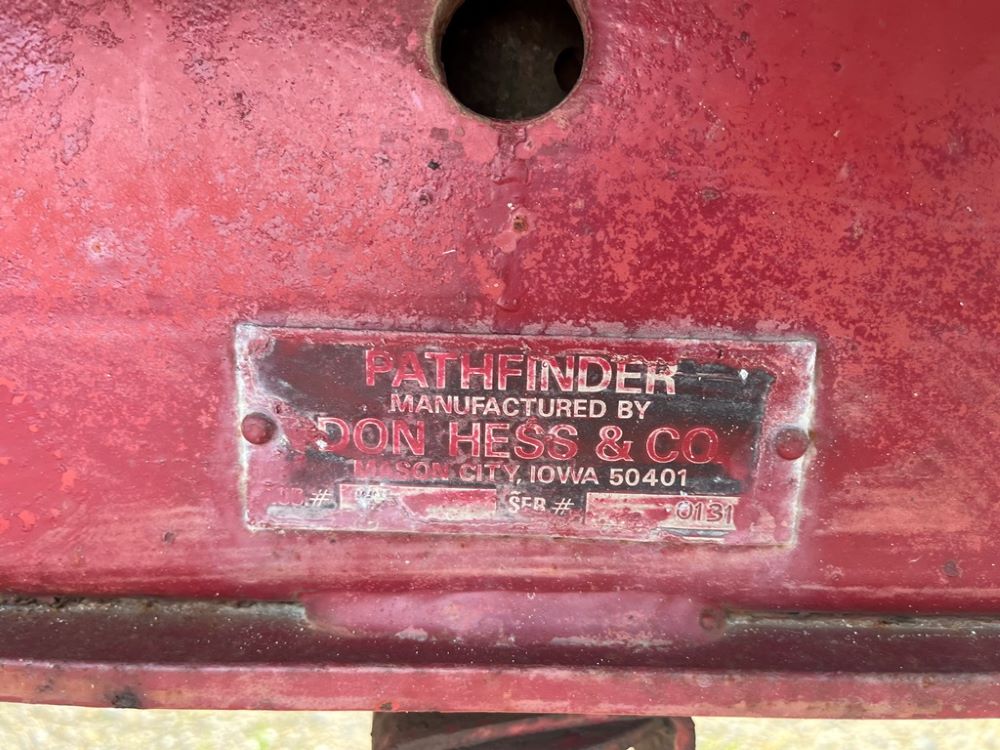 PATHFINDER
MANUFACTURED BY
DON HESS & CO.
MASON CITY, IOWA 50401
# SER # 0131